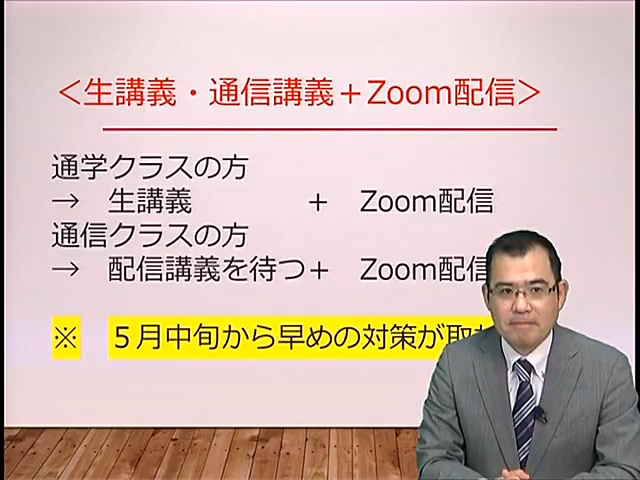 ＜生講義・通信講義＋Zoom配信＞
通学クラスの方
→　生講義　　　　＋　Zoom配信
通信クラスの方
→　配信講義を待つ＋　Zoom配信
※　５月中旬から早めの対策が取